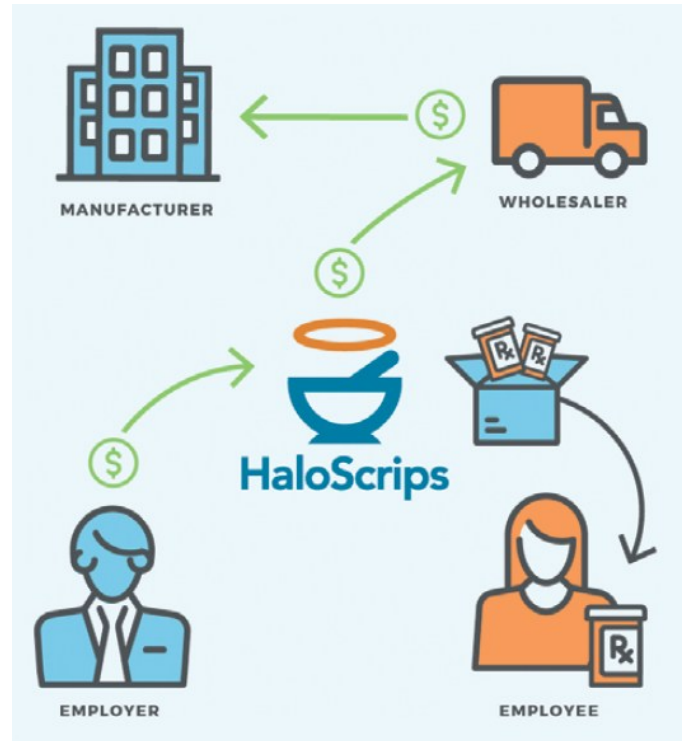 MANUFACTURER
$
WHOLESALER
$
HaloScrips
$
Rx
Rx
EMPLOYER
Rx
EMPLOYEE